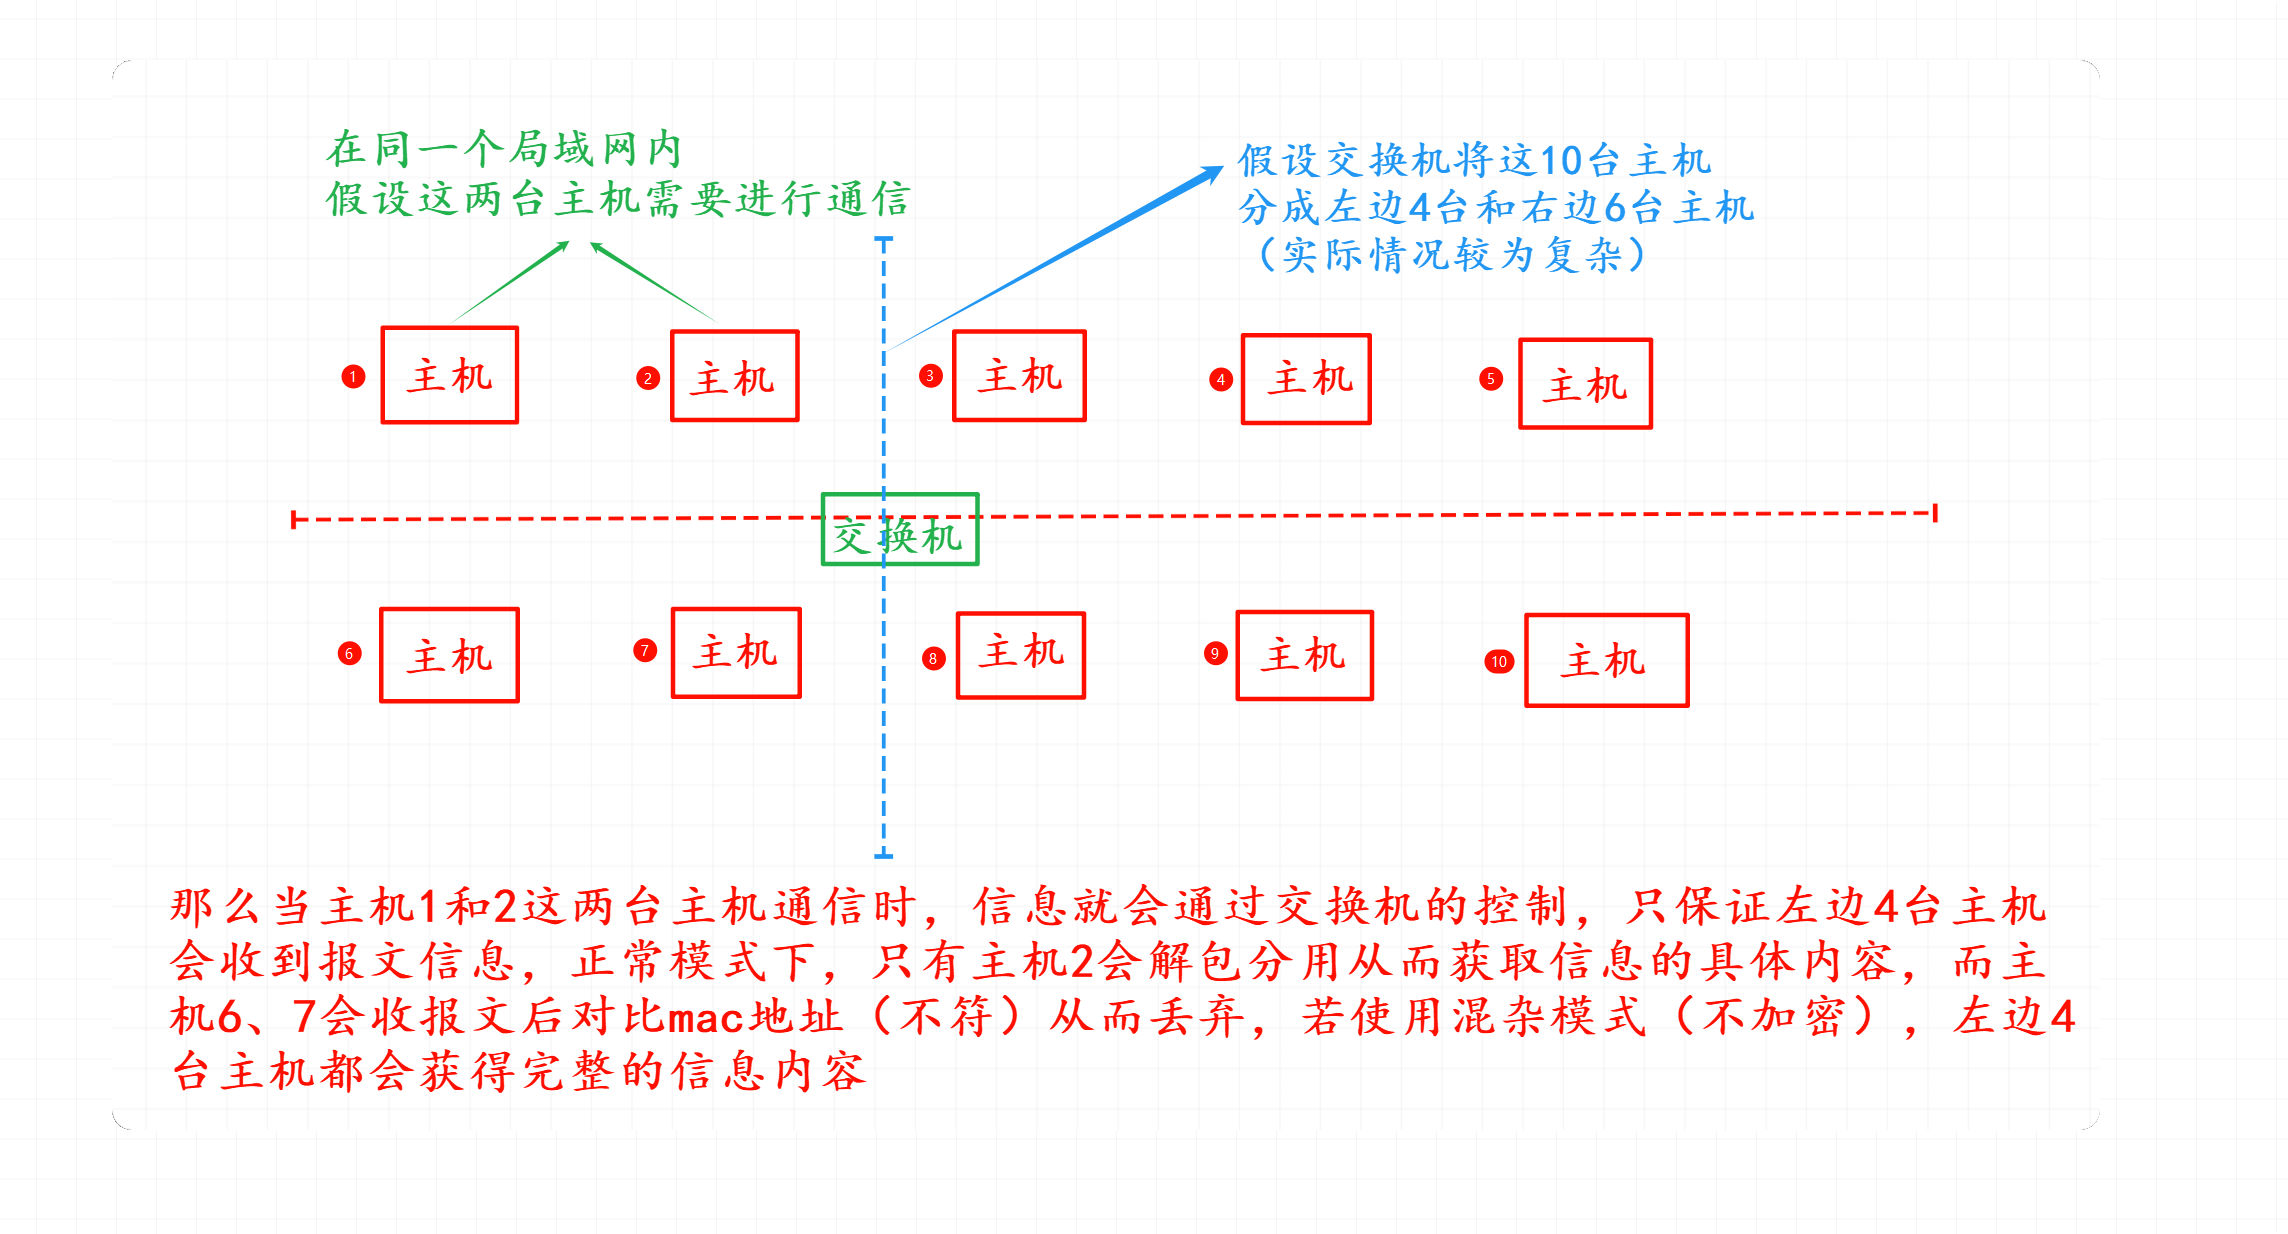 在同一个局域网内
假设这两台主机需要进行通信
假设交换机将这10台主机
分成左边4台和右边6台主机
（实际情况较为复杂）
1 主机 2 主机 3 主机 4 主机 5 主机
交换机
6 主机 7 主机 8 主机 9 主机 10 主机
那么当主机1和2这两台主机通信时，信息就会通过交换机的控制，只保证左边4台主机
会收到报文信息，正常模式下，只有主机2会解包分用从而获取信息的具体内容，而主
机6、7会收报文后对比mac地址（不符）从而丢弃，若使用混杂模式（不加密），左边4
台主机都会获得完整的信息内容